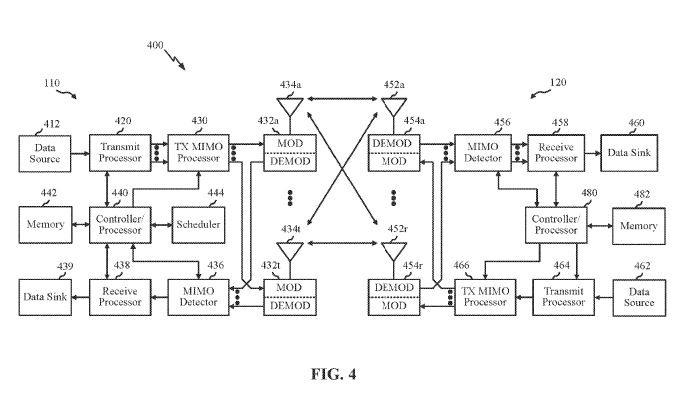 400
110
434a
452a
120
412
420
430
432a
454a
456
458
460
Data
Source
Transmit
Processor
TX MIMO
Processor
MOD
DEMOD
DEMOD
MOD
MIMO
Detector
Receive
Processor
Data Sink
442
440
444
480
482
Memory
Controller/
Processor
Scheduler
Controller/
Processor
Memory
434t
452r
439
438
436
432t
454r
466
464
462
Data Sink
Receive
Processor
MIMO
Detector
MOD
DEMOD
DEMOD
MOD
TX MIMO
Processor
Transmit
Processor
Data
Source
FIG. 4